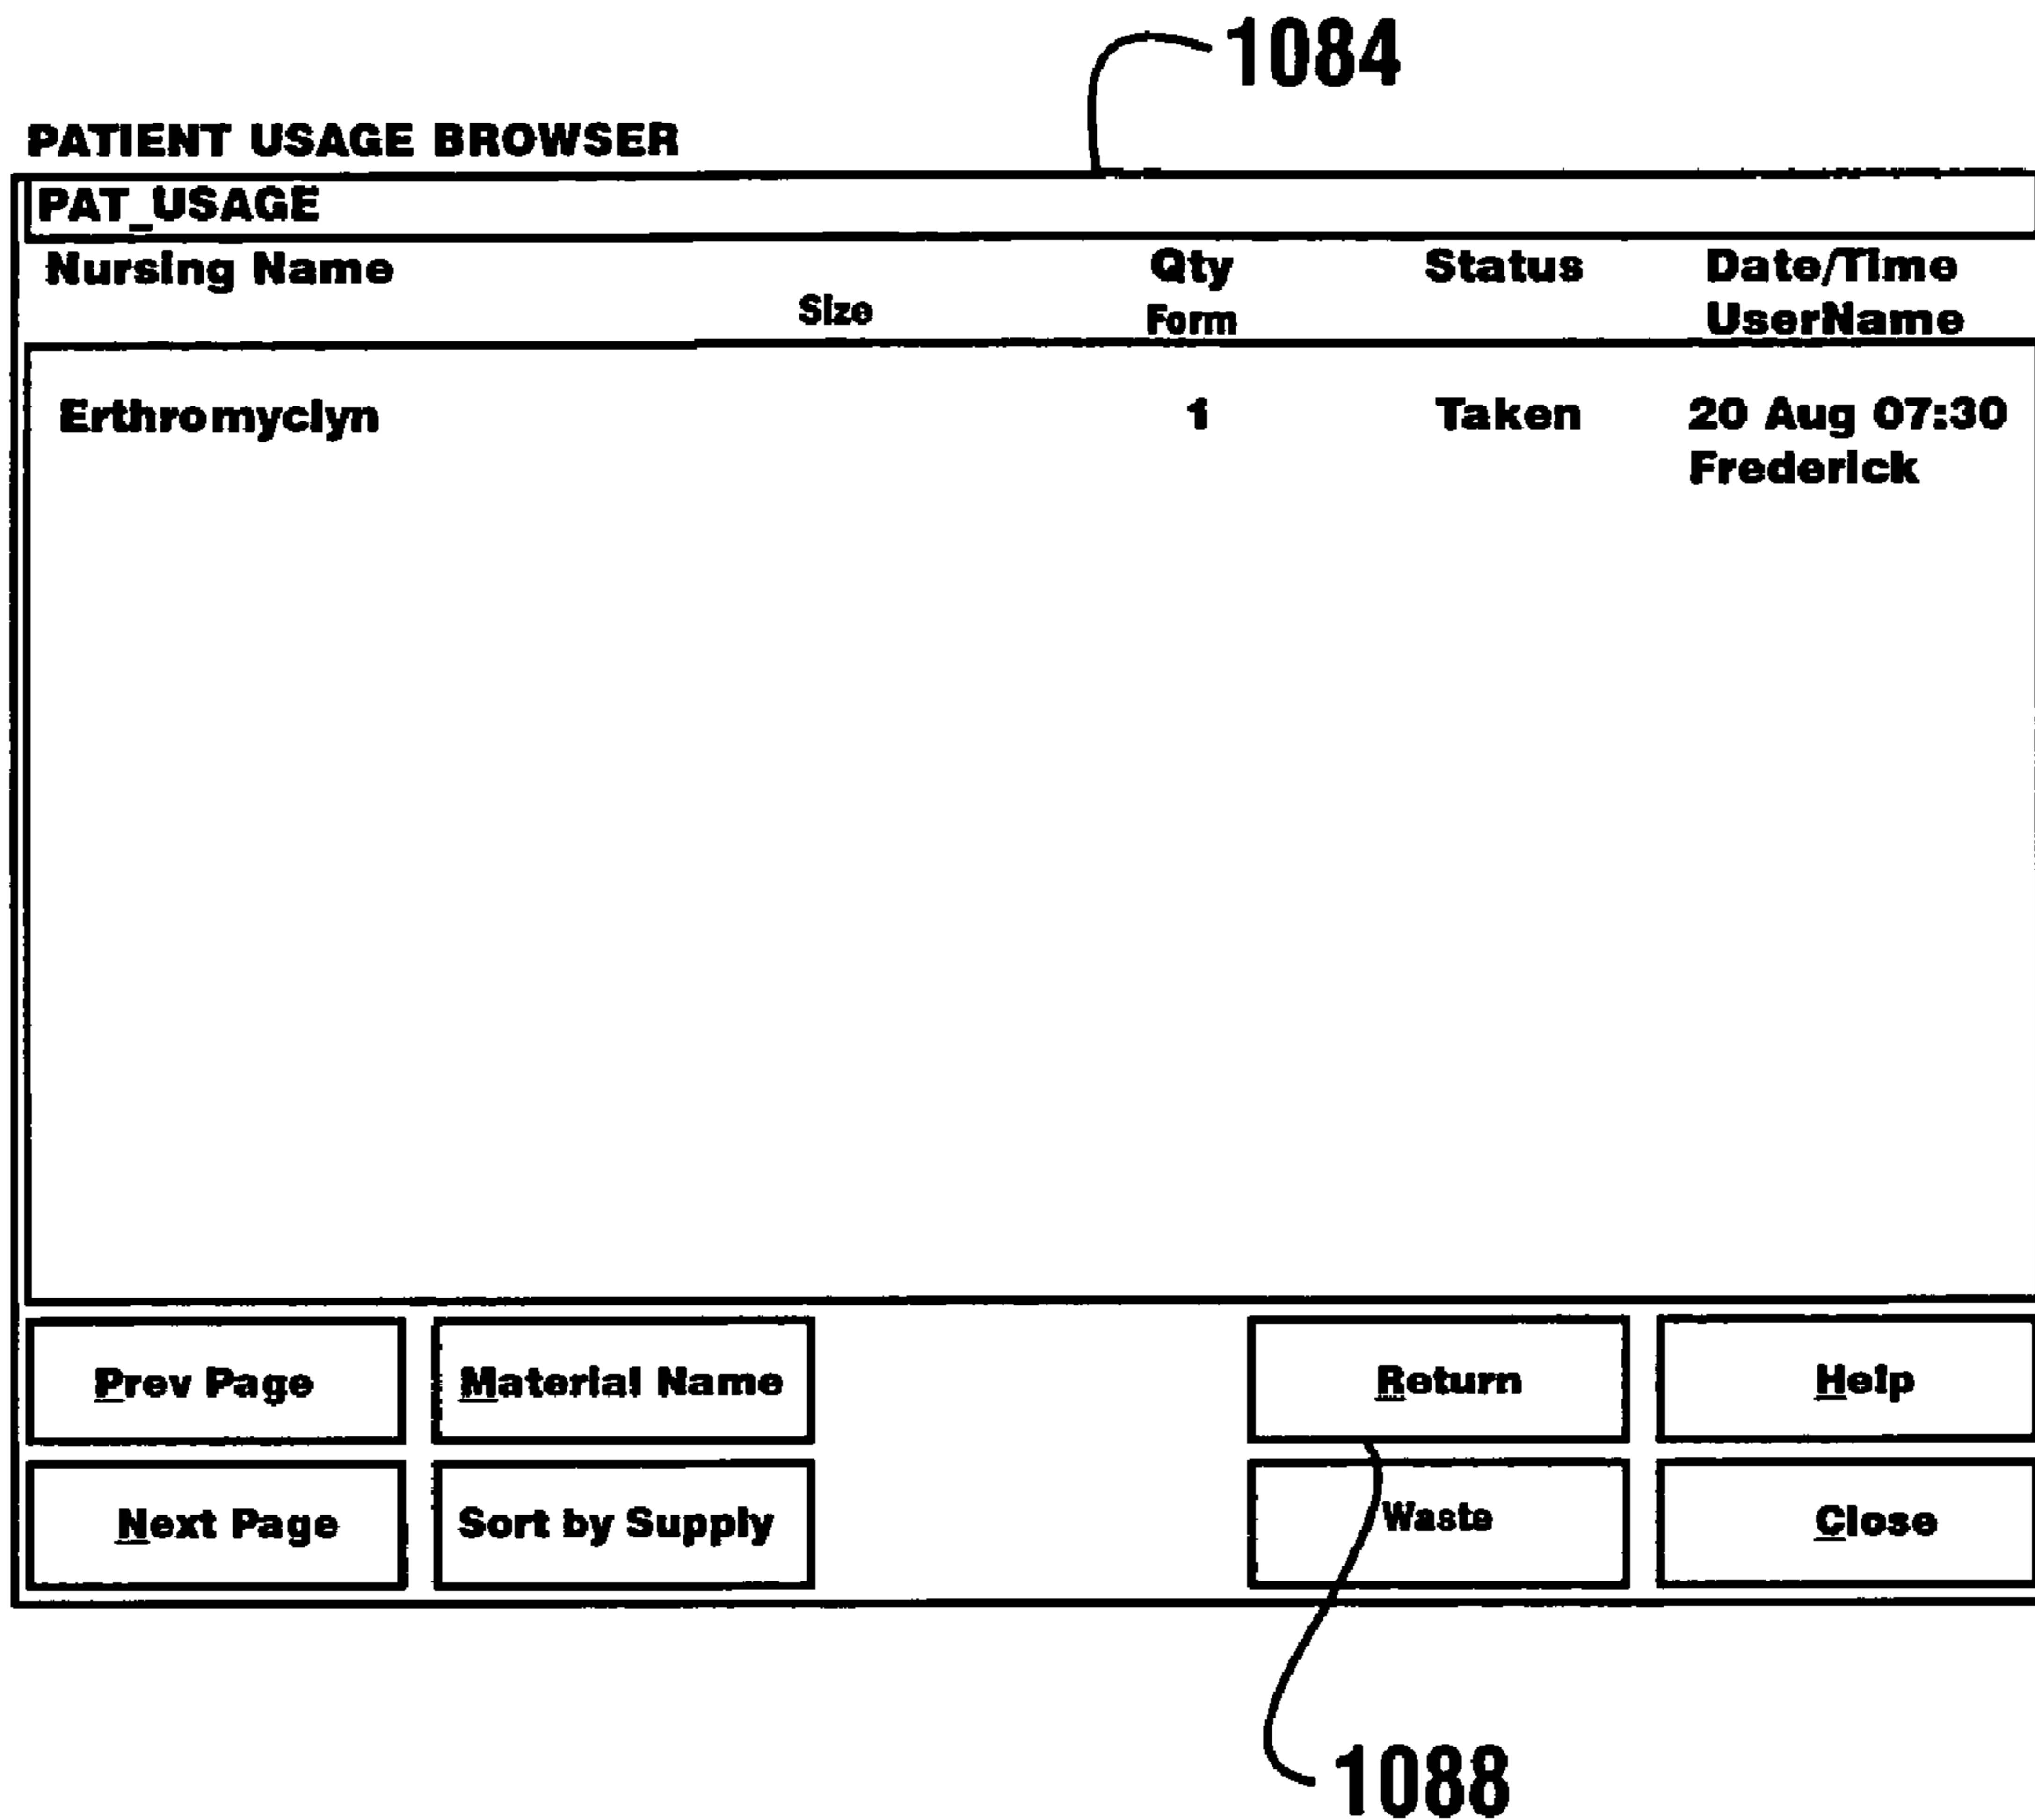 1084
PATIENT USAGE BROWSER
PAT_USAGE
Nursing Name Qty Status Date/Time
Size Form UserName
Erthromyclyn 1 Taken 20 Aug 07:30
Frederick
Prev Page Material Name Return Help
Next Page Sort by Supply Waste Close
1088